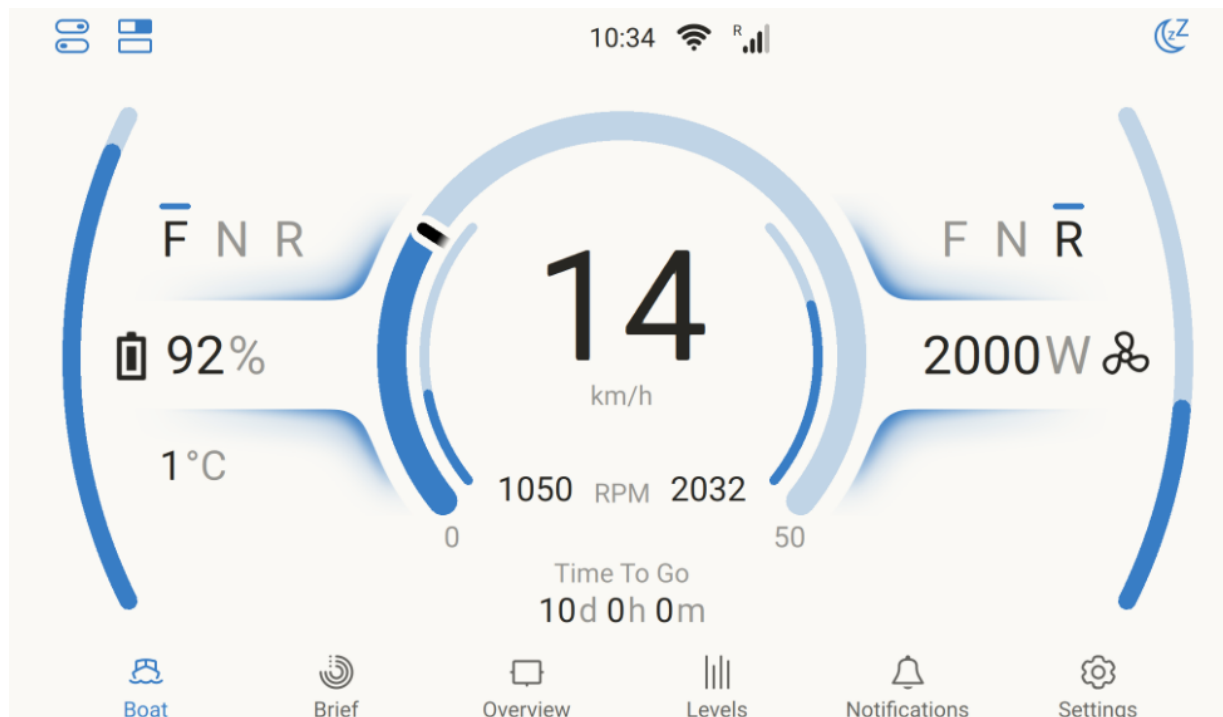 10:34 R
zZ
F N R
F N R
14
km/h
92%
2000W
1°C
1050 RPM 2032
0
50
Time To Go
10d 0h 0m
Boat Brief Overview Levels Notifications Settings